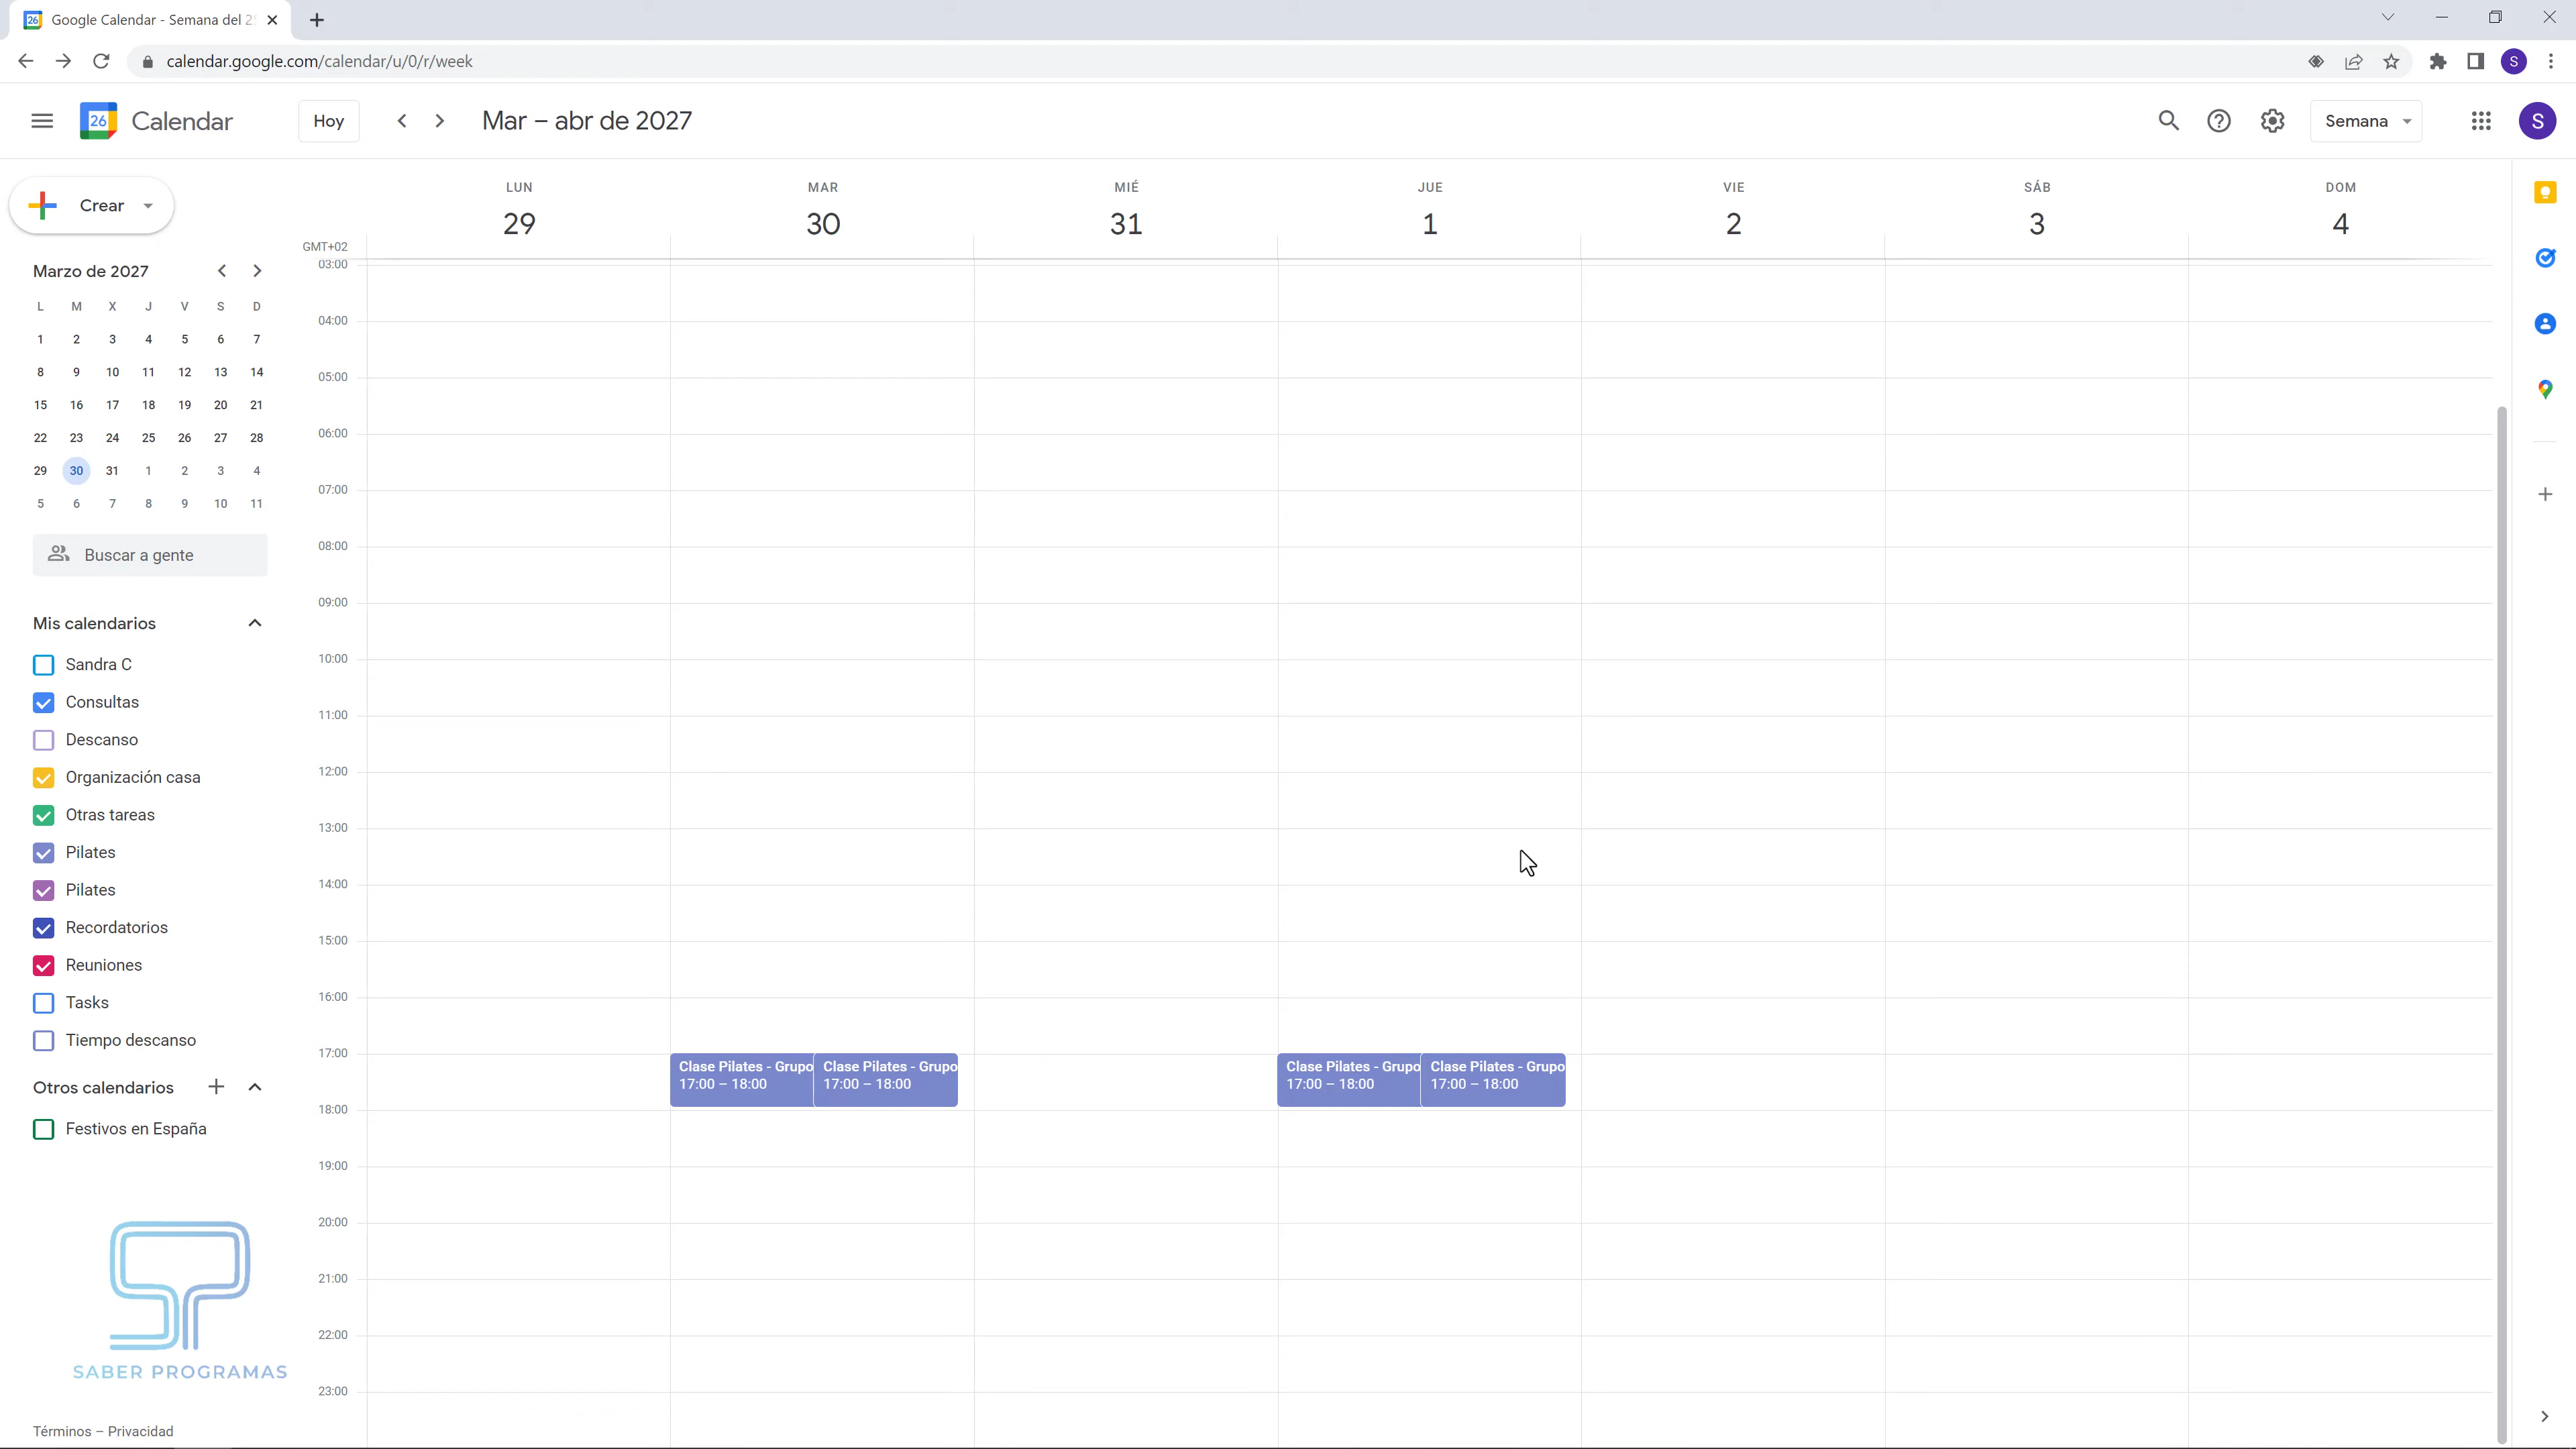 Google Calendar - Semana del 2
calendar.google.com/calendar/u/0/r/week
26
Calendar
Hoy
Mar – abr de 2027
Semana
S
S
Crear
LUN
MAR
MIÉ
JUE
VIE
SÁB
DOM
29
30
31
1
2
3
4
GMT+02
Marzo de 2027
L M X J V S D
1 2 3 4 5 6 7
8 9 10 11 12 13 14
15 16 17 18 19 20 21
22 23 24 25 26 27 28
29 30 31 1 2 3 4
5 6 7 8 9 10 11
Buscar a gente
Mis calendarios
Sandra C
Consultas
Descanso
Organización casa
Otras tareas
Pilates
Pilates
Recordatorios
Reuniones
Tasks
Tiempo descanso
Otros calendarios
Festivos en España
SABER PROGRAMAS
Términos – Privacidad
03:00
04:00
05:00
06:00
07:00
08:00
09:00
10:00
11:00
12:00
13:00
14:00
15:00
16:00
17:00
18:00
19:00
20:00
21:00
22:00
23:00
Clase Pilates - Grupo
17:00 – 18:00
Clase Pilates - Grupo
17:00 – 18:00
Clase Pilates - Grupo
17:00 – 18:00
Clase Pilates - Grupo
17:00 – 18:00